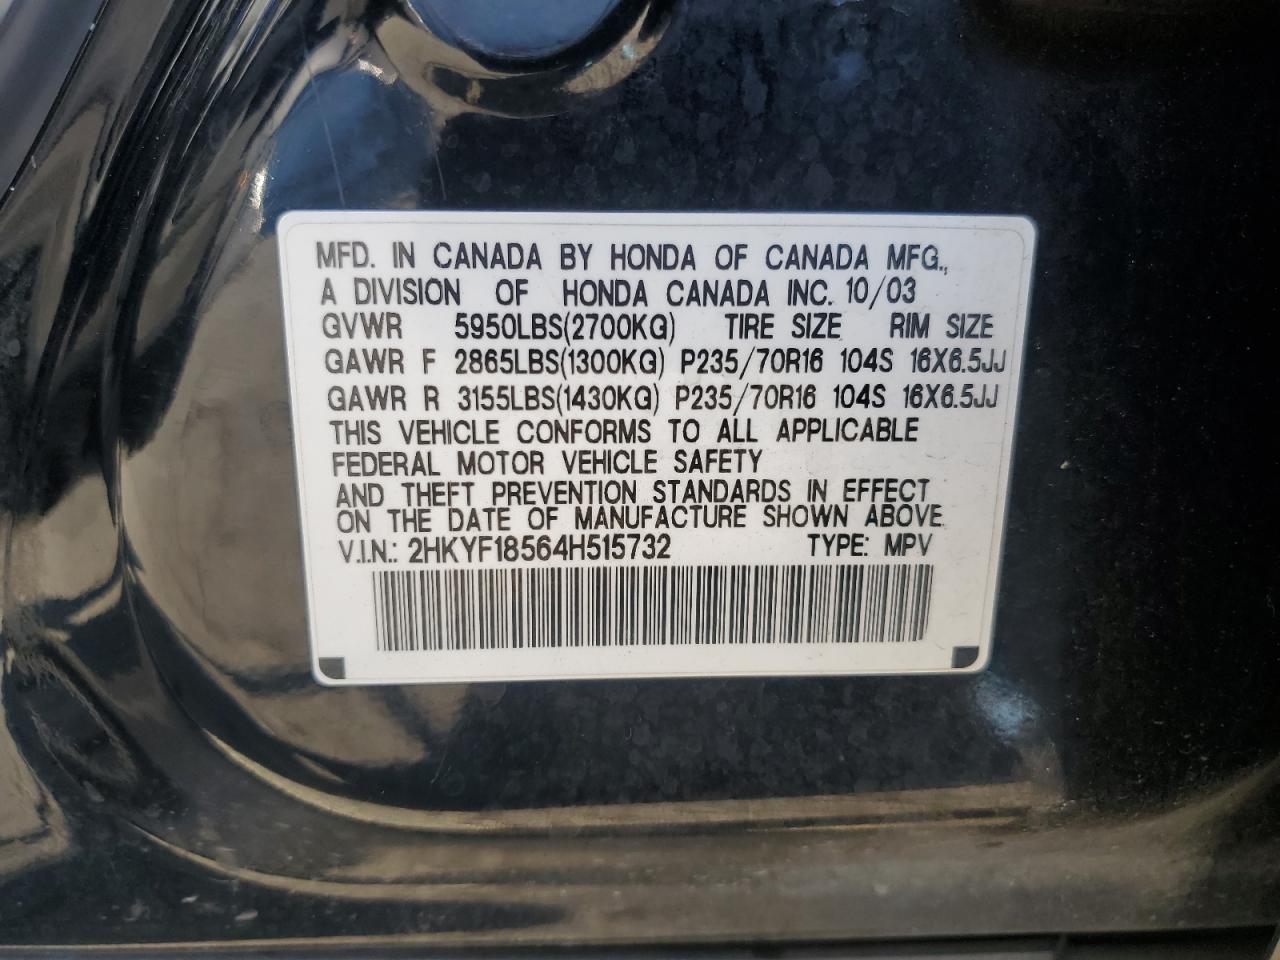 MFD. IN CANADA BY HONDA OF CANADA MFG.,
A DIVISION OF HONDA CANADA INC. 10/03
GVWR 5950LBS(2700KG) TIRE SIZE RIM SIZE
GAWR F 2865LBS(1300KG) P235/70R16 104S 16X6.5JJ
GAWR R 3155LBS(1430KG) P235/70R16 104S 16X6.5JJ
THIS VEHICLE CONFORMS TO ALL APPLICABLE
FEDERAL MOTOR VEHICLE SAFETY
AND THEFT PREVENTION STANDARDS IN EFFECT
ON THE DATE OF MANUFACTURE SHOWN ABOVE.
V.I.N.: 2HKYF18564H515732 TYPE: MPV